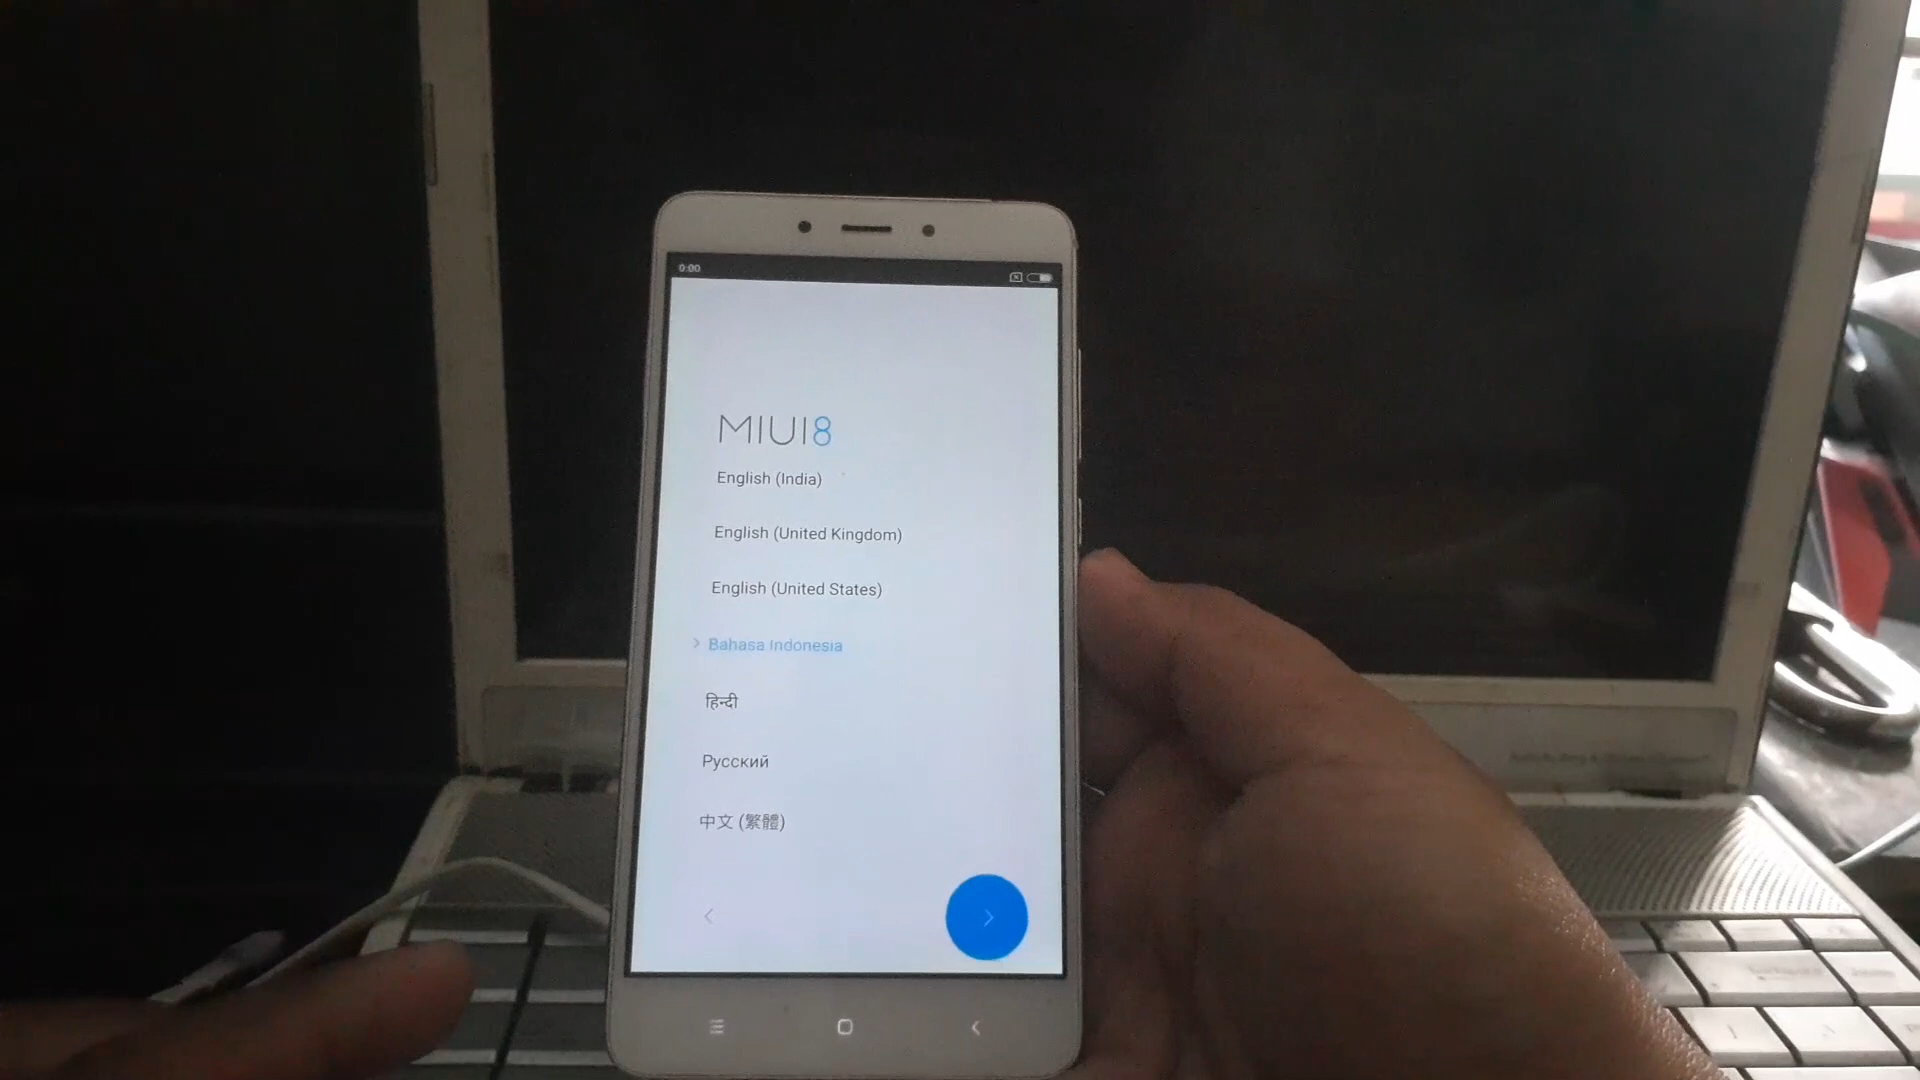 0:00
MIUI8
English (India)
English (United Kingdom)
English (United States)
Bahasa Indonesia
हिन्दी
Русский
中文 (繁體)